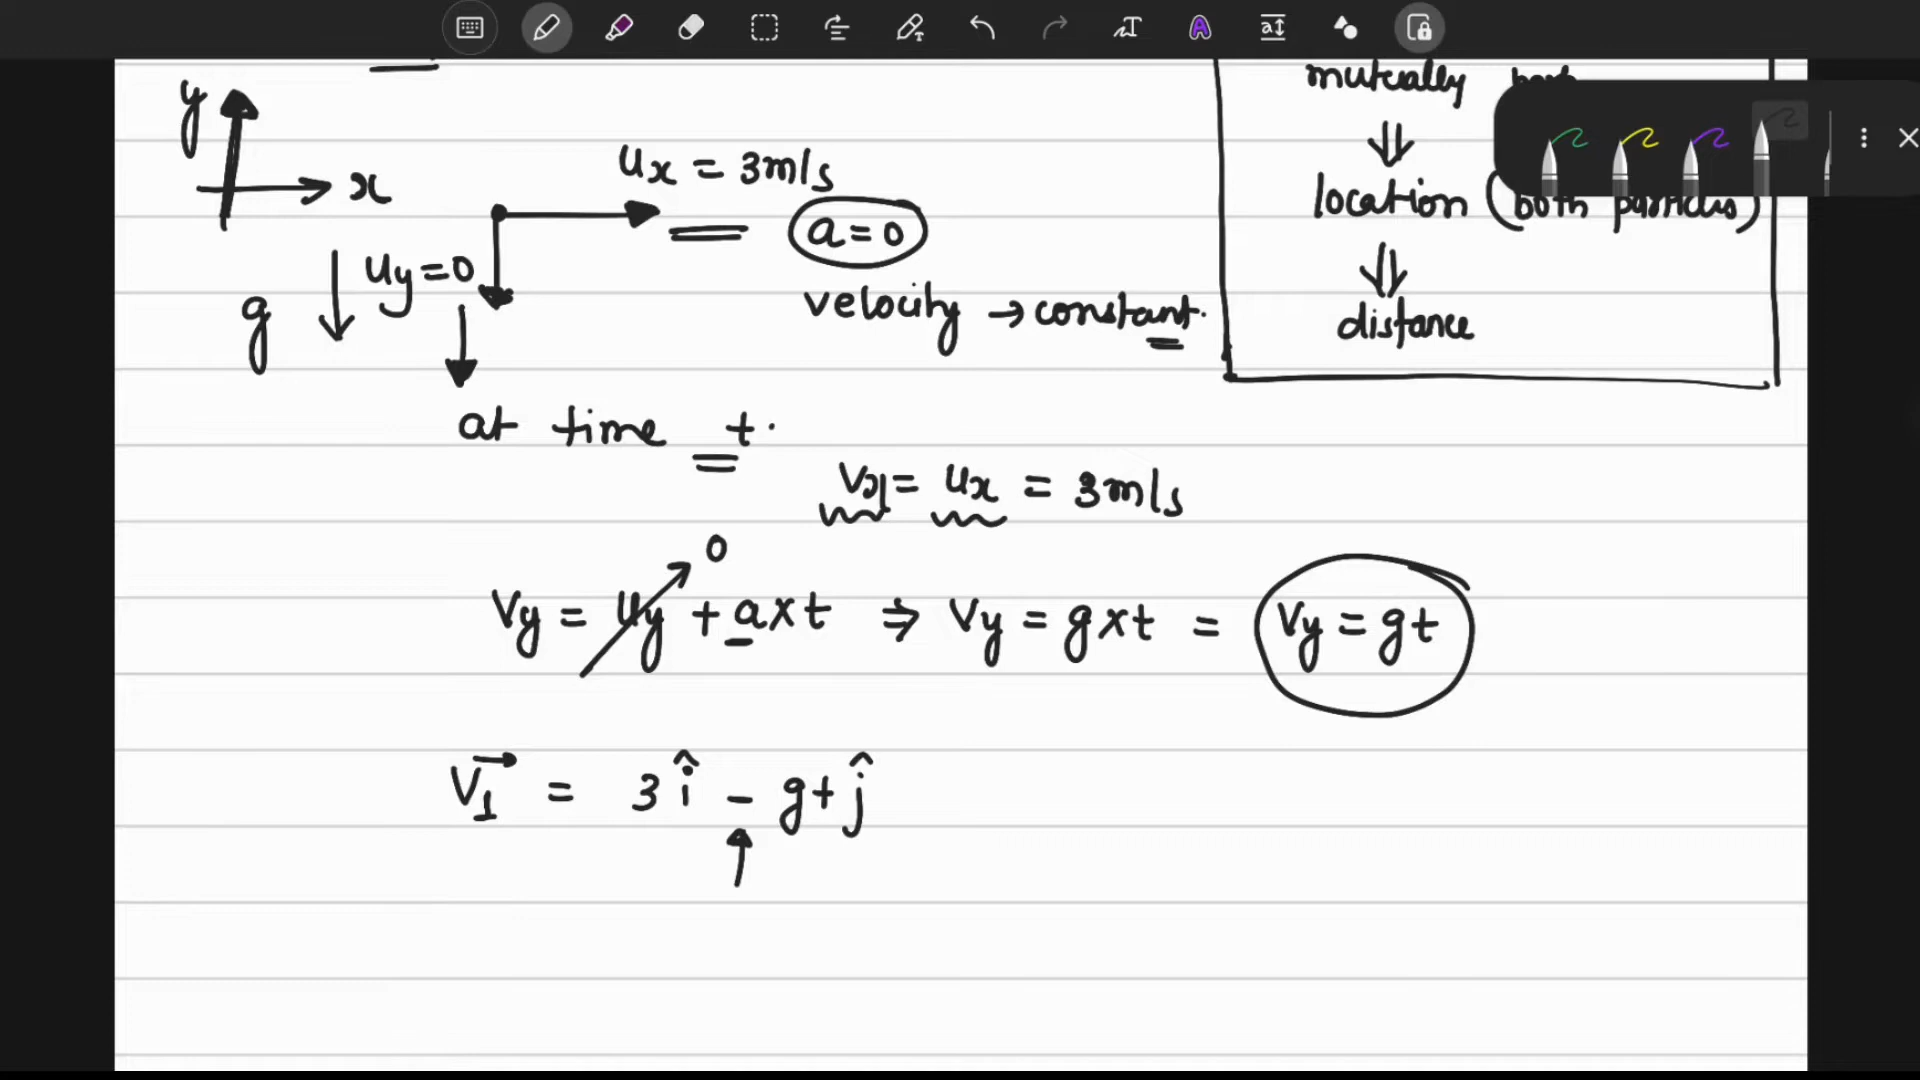 mutually
y
x
ux = 3m/s
a=0
location (both particles)
uy=0
g
velocity → constant.
distance
at time t.
Vx = ux = 3m/s
0
Vy = uy + a×t ⇒ Vy = g×t = Vy = gt
V1 = 3î - gtĵ